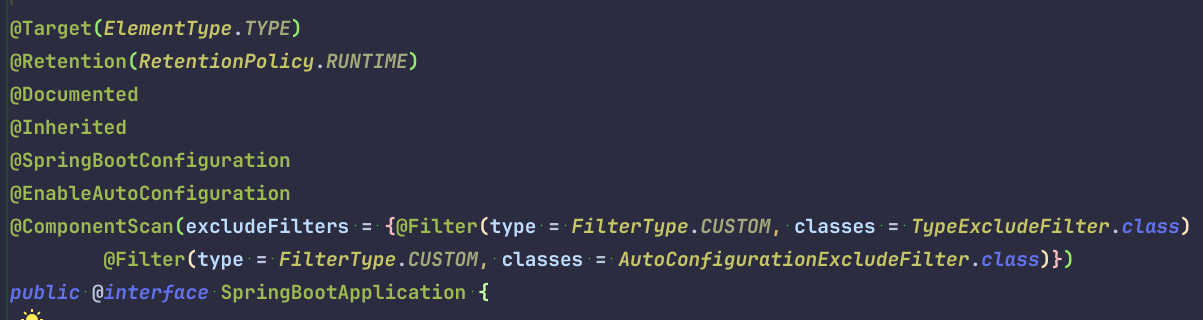 @Target(ElementType.TYPE)
@Retention(RetentionPolicy.RUNTIME)
@Documented
@Inherited
@SpringBootConfiguration
@EnableAutoConfiguration
@ComponentScan(excludeFilters = {@Filter(type = FilterType.CUSTOM, classes = TypeExcludeFilter.class)
@Filter(type = FilterType.CUSTOM, classes = AutoConfigurationExcludeFilter.class)})
public @interface SpringBootApplication {